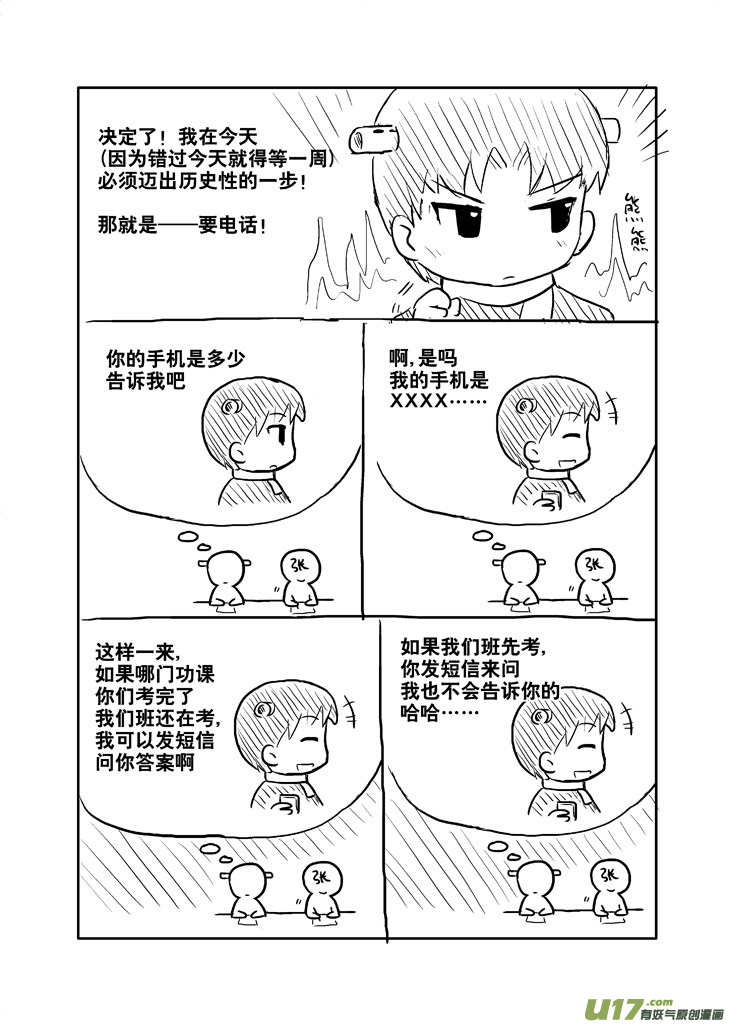 决定了！我在今天
(因为错过今天就得等一周)
必须迈出历史性的一步！
那就是——要电话！
熊
熊
你的手机是多少
告诉我吧
啊,是吗
我的手机是
XXXX……
张
张
这样一来,
如果哪门功课
你们考完了
我们班还在考,
我可以发短信
问你答案啊
如果我们班先考,
你发短信来问
我也不会告诉你的
哈哈……
张
张
U17.com
有妖气原创漫画